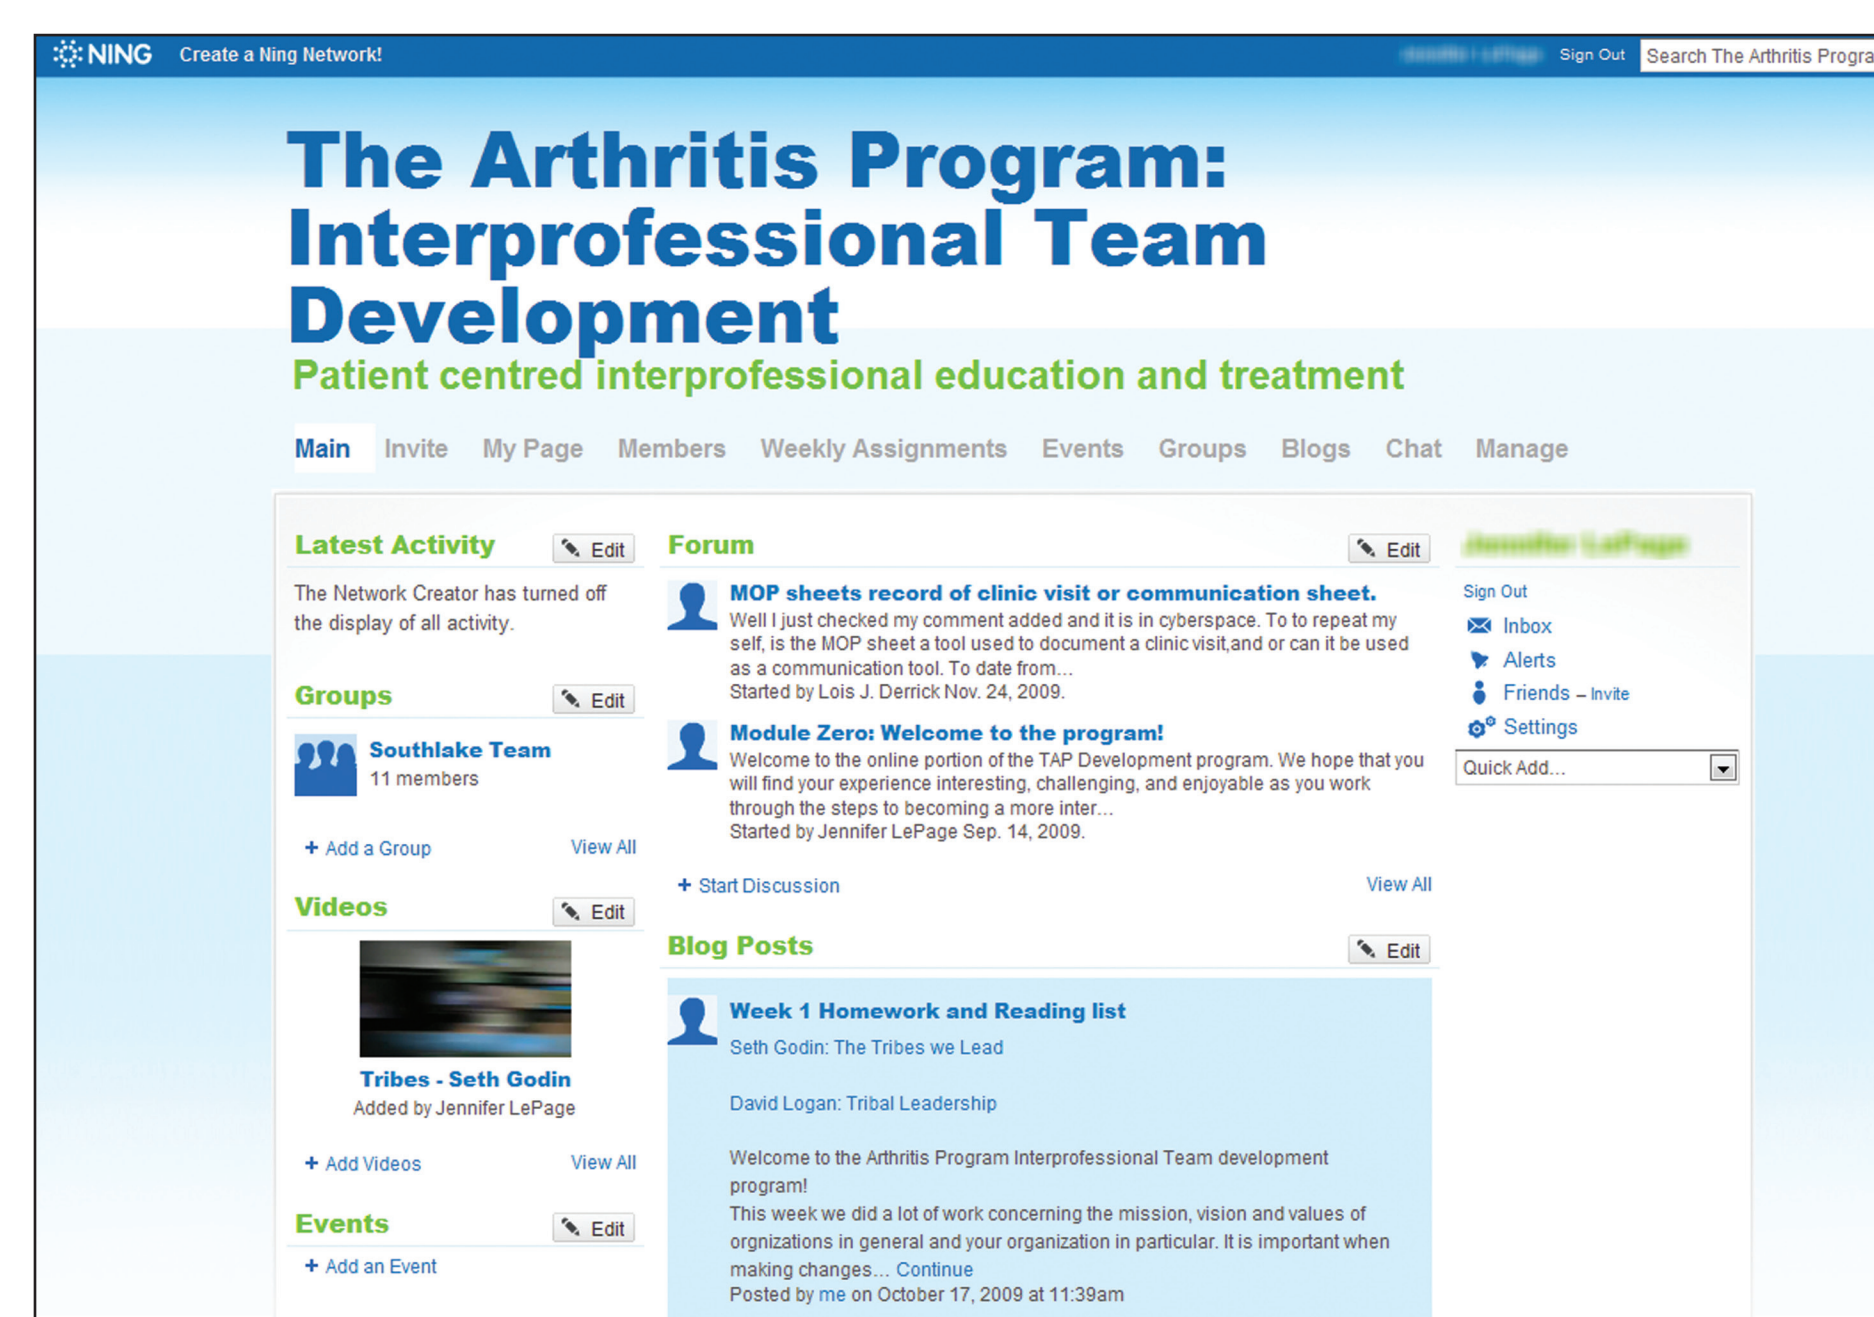 NING Create a Ning Network! Sign Out Search The Arthritis Progra
The Arthritis Program:
Interprofessional Team
Development
Patient centred interprofessional education and treatment
Main Invite My Page Members Weekly Assignments Events Groups Blogs Chat Manage
Latest Activity Edit
The Network Creator has turned off
the display of all activity.
Groups Edit
Southlake Team
11 members
+ Add a Group View All
Videos Edit
Tribes - Seth Godin
Added by Jennifer LePage
+ Add Videos View All
Events Edit
+ Add an Event
Forum Edit
MOP sheets record of clinic visit or communication sheet.
Well I just checked my comment added and it is in cyberspace. To to repeat my
self, is the MOP sheet a tool used to document a clinic visit,and or can it be used
as a communication tool. To date from...
Started by Lois J. Derrick Nov. 24, 2009.
Module Zero: Welcome to the program!
Welcome to the online portion of the TAP Development program. We hope that you
will find your experience interesting, challenging, and enjoyable as you work
through the steps to becoming a more inter...
Started by Jennifer LePage Sep. 14, 2009.
+ Start Discussion View All
Blog Posts Edit
Week 1 Homework and Reading list
Seth Godin: The Tribes we Lead
David Logan: Tribal Leadership
Welcome to the Arthritis Program Interprofessional Team development
program!
This week we did a lot of work concerning the mission, vision and values of
orgnizations in general and your organization in particular. It is important when
making changes... Continue
Posted by me on October 17, 2009 at 11:39am
Sign Out
Inbox
Alerts
Friends – Invite
Settings
Quick Add...